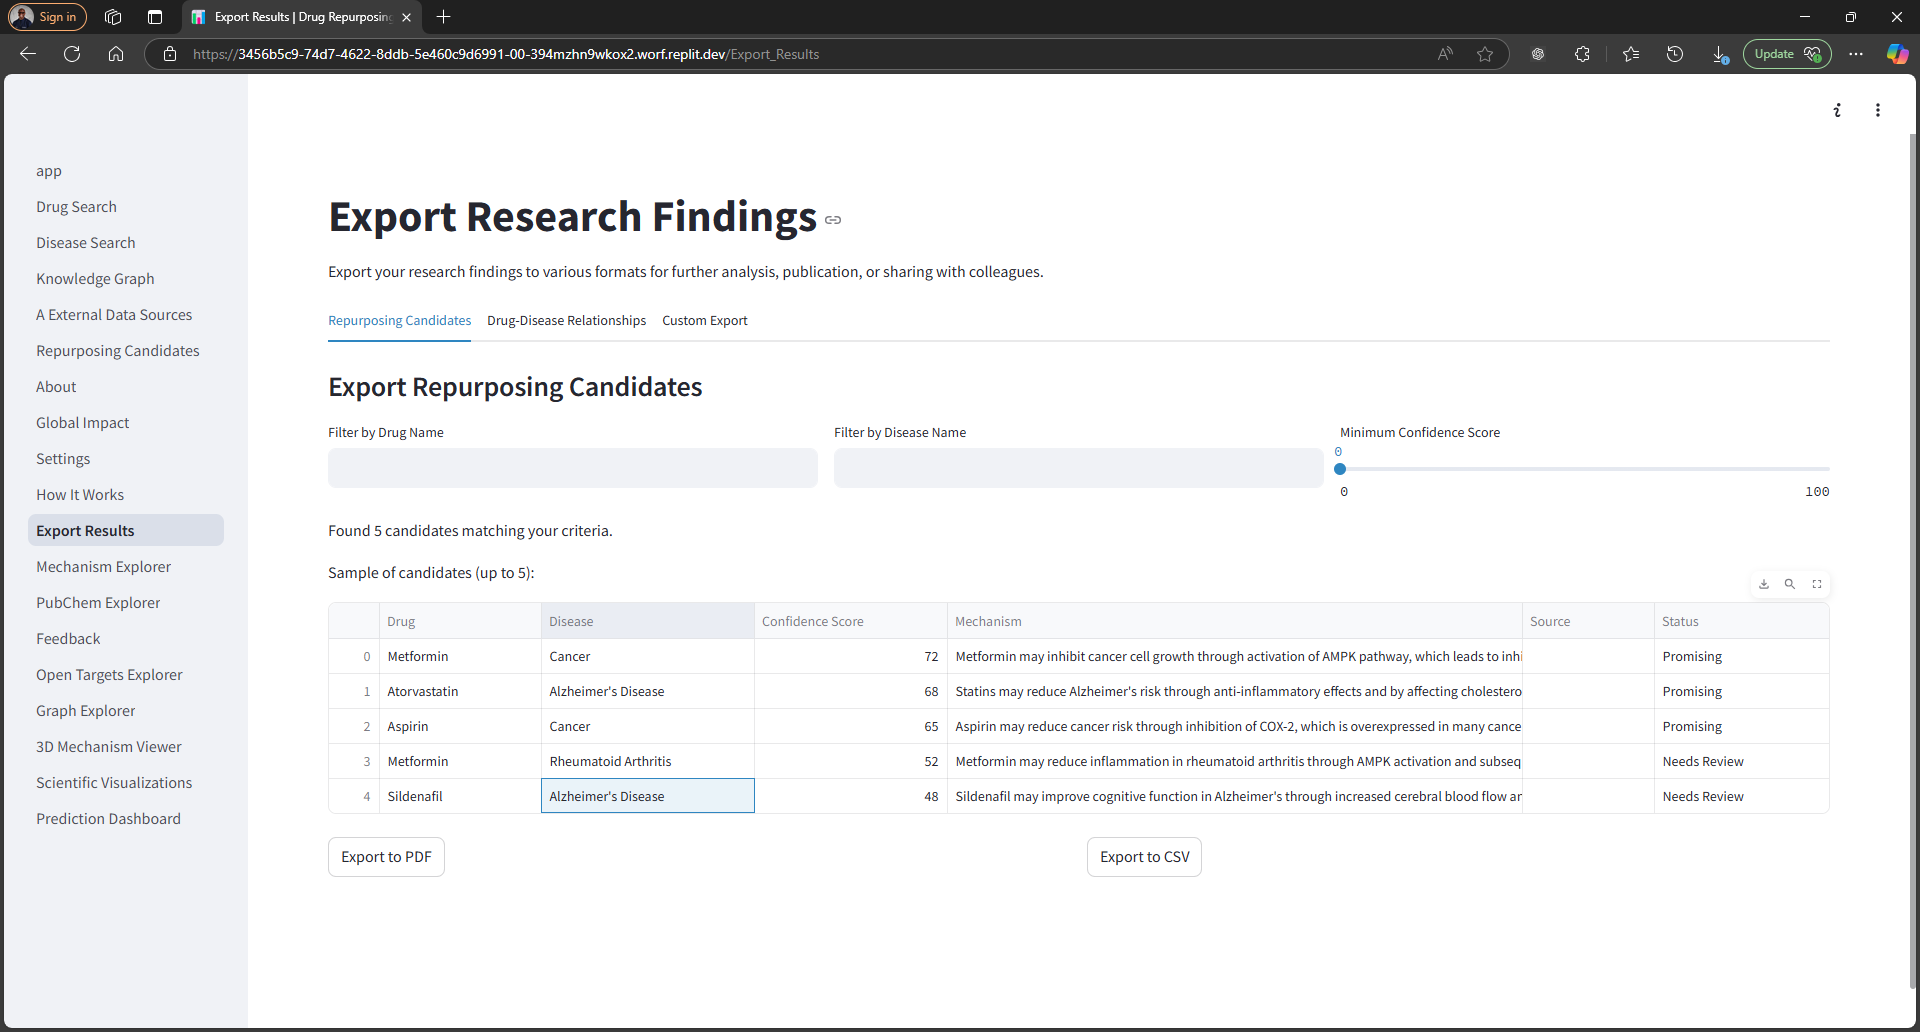 Sign in
Export Results | Drug Repurposing
https://3456b5c9-74d7-4622-8ddb-5e460c9d6991-00-394mzhn9wkox2.worf.replit.dev/Export_Results
Update
app
Drug Search
Disease Search
Knowledge Graph
A External Data Sources
Repurposing Candidates
About
Global Impact
Settings
How It Works
Export Results
Mechanism Explorer
PubChem Explorer
Feedback
Open Targets Explorer
Graph Explorer
3D Mechanism Viewer
Scientific Visualizations
Prediction Dashboard
Export Research Findings
Export your research findings to various formats for further analysis, publication, or sharing with colleagues.
Repurposing Candidates Drug-Disease Relationships Custom Export
Export Repurposing Candidates
Filter by Drug Name Filter by Disease Name Minimum Confidence Score
0
0 100
Found 5 candidates matching your criteria.
Sample of candidates (up to 5):
Drug Disease Confidence Score Mechanism Source Status
0 Metformin Cancer 72 Metformin may inhibit cancer cell growth through activation of AMPK pathway, which leads to inhi Promising
1 Atorvastatin Alzheimer's Disease 68 Statins may reduce Alzheimer's risk through anti-inflammatory effects and by affecting cholestero Promising
2 Aspirin Cancer 65 Aspirin may reduce cancer risk through inhibition of COX-2, which is overexpressed in many cance Promising
3 Metformin Rheumatoid Arthritis 52 Metformin may reduce inflammation in rheumatoid arthritis through AMPK activation and subseq Needs Review
4 Sildenafil Alzheimer's Disease 48 Sildenafil may improve cognitive function in Alzheimer's through increased cerebral blood flow ar Needs Review
Export to PDF Export to CSV